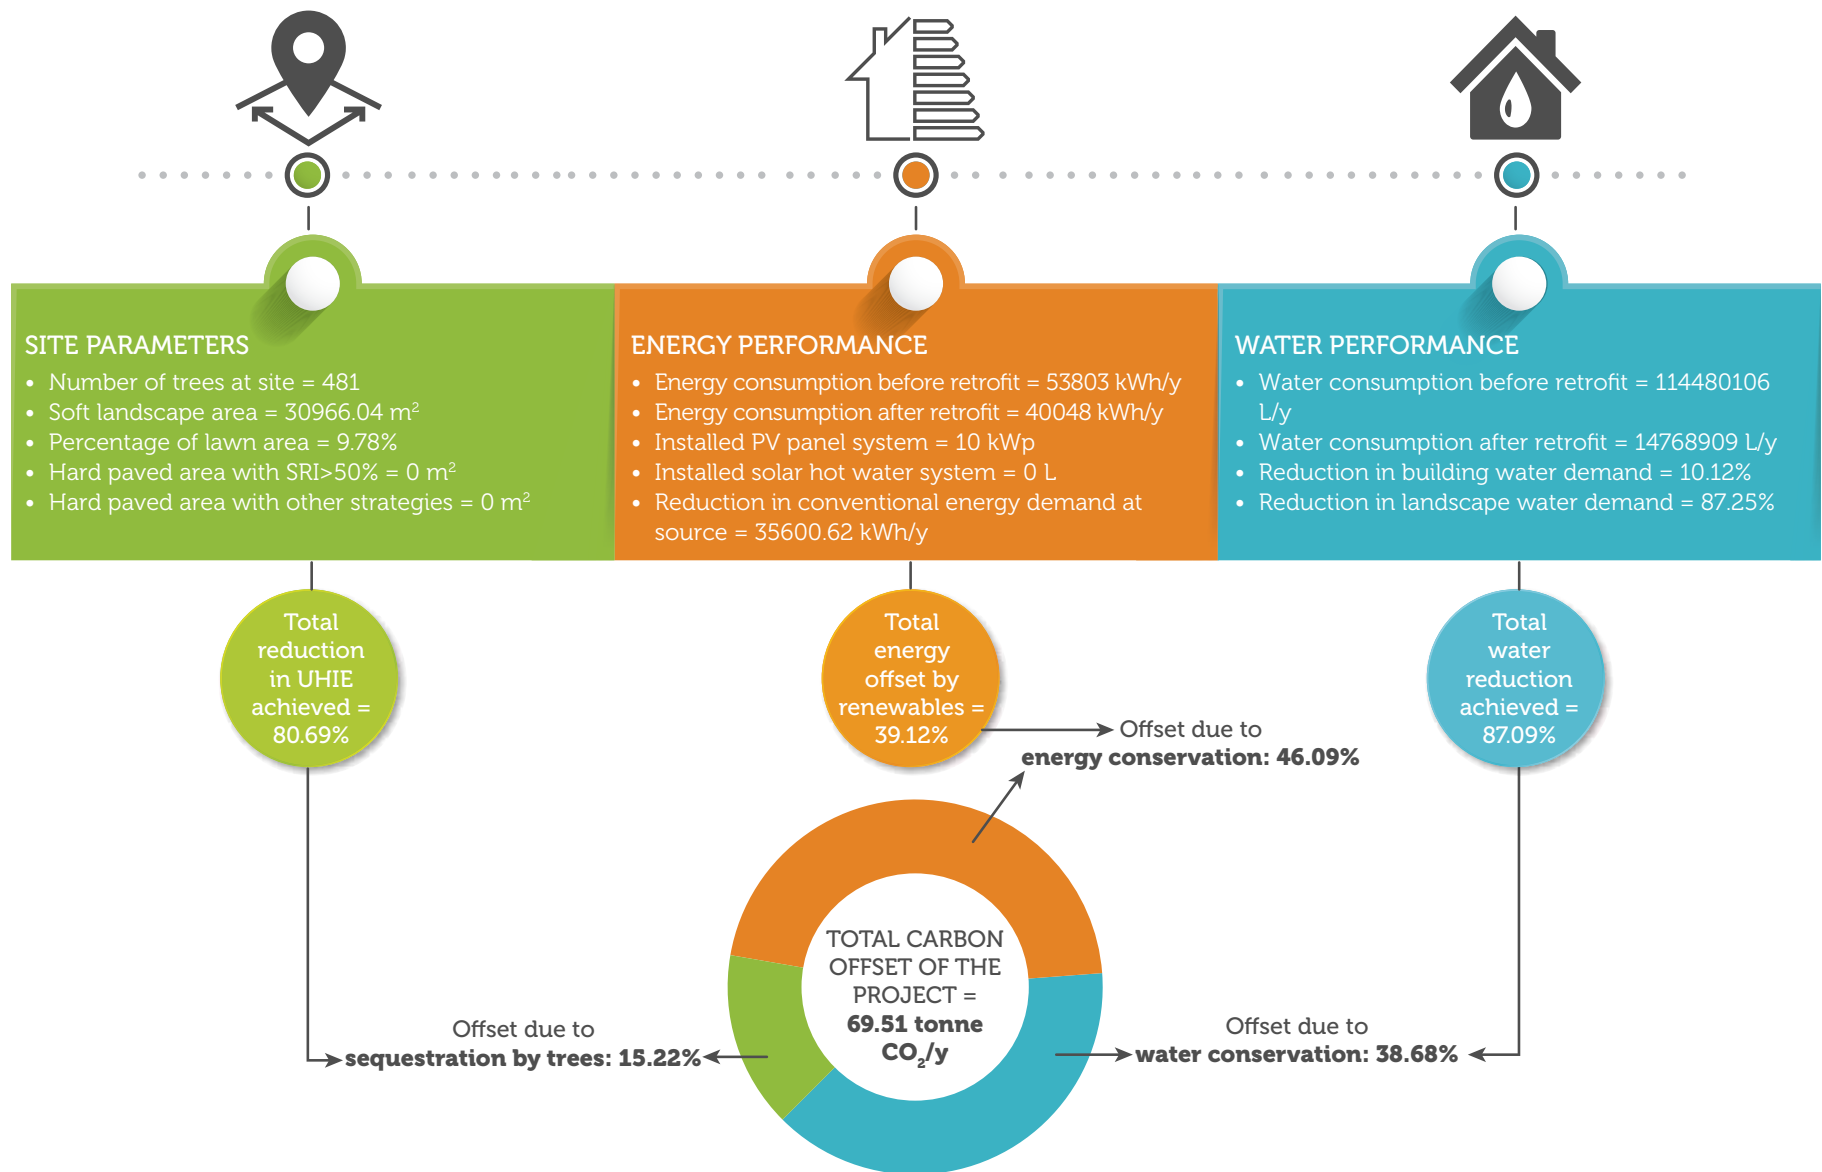 SITE PARAMETERS
• Number of trees at site = 481
• Soft landscape area = 30966.04 m²
• Percentage of lawn area = 9.78%
• Hard paved area with SRI>50% = 0 m²
• Hard paved area with other strategies = 0 m²
ENERGY PERFORMANCE
• Energy consumption before retrofit = 53803 kWh/y
• Energy consumption after retrofit = 40048 kWh/y
• Installed PV panel system = 10 kWp
• Installed solar hot water system = 0 L
• Reduction in conventional energy demand at
source = 35600.62 kWh/y
WATER PERFORMANCE
• Water consumption before retrofit = 114480106
L/y
• Water consumption after retrofit = 14768909 L/y
• Reduction in building water demand = 10.12%
• Reduction in landscape water demand = 87.25%
Total
reduction
in UHIE
achieved =
80.69%
Total
energy
offset by
renewables =
39.12%
Total
water
reduction
achieved =
87.09%
Offset due to
energy conservation: 46.09%
TOTAL CARBON
OFFSET OF THE
PROJECT =
69.51 tonne
CO₂/y
Offset due to
sequestration by trees: 15.22%
Offset due to
water conservation: 38.68%